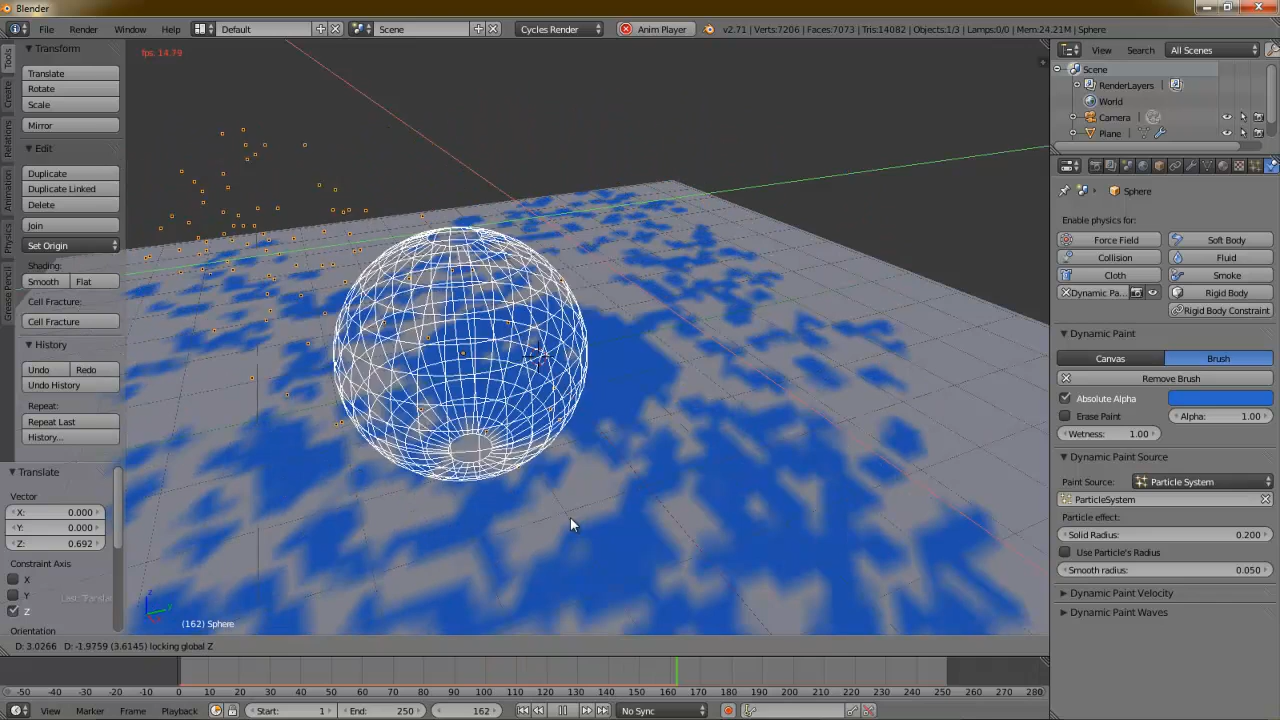 Blender
File Render Window Help Default Scene Cycles Render Anim Player v2.71 | Verts:7206 | Faces:7073 | Tris:14082 | Objects:1/3 | Lamps:0/0 | Mem:24.21M | Sphere
Tools
Create
Relations
Animation
Physics
Grease Pencil
Transform
Translate
Rotate
Scale
Mirror
Edit
Duplicate
Duplicate Linked
Delete
Join
Set Origin
Shading:
Smooth Flat
Cell Fracture:
Cell Fracture
History
Undo Redo
Undo History
Repeat:
Repeat Last
History...
Translate
Vector
X: 0.000
Y: 0.000
Z: 0.692
Constraint Axis
X
Y
Z
Orientation
fps: 14.79
z
y
(162) Sphere
D: 3.0266 D: -1.9759 (3.6145) locking global Z
-50 -40 -30 -20 -10 0 10 20 30 40 50 60 70 80 90 100 110 120 130 140 150 160 170 180 190 200 210 220 230 240 250 260 270 280
View Marker Frame Playback Start: 1 End: 250 162 No Sync
View Search All Scenes
Scene
RenderLayers
World
Camera
Plane
Sphere
Enable physics for:
Force Field Soft Body
Collision Fluid
Cloth Smoke
Dynamic Pa... Rigid Body
Rigid Body Constraint
Dynamic Paint
Canvas Brush
Remove Brush
Absolute Alpha
Erase Paint Alpha: 1.00
Wetness: 1.00
Dynamic Paint Source
Paint Source: Particle System
ParticleSystem
Particle effect:
Solid Radius: 0.200
Use Particle's Radius
Smooth radius: 0.050
Dynamic Paint Velocity
Dynamic Paint Waves